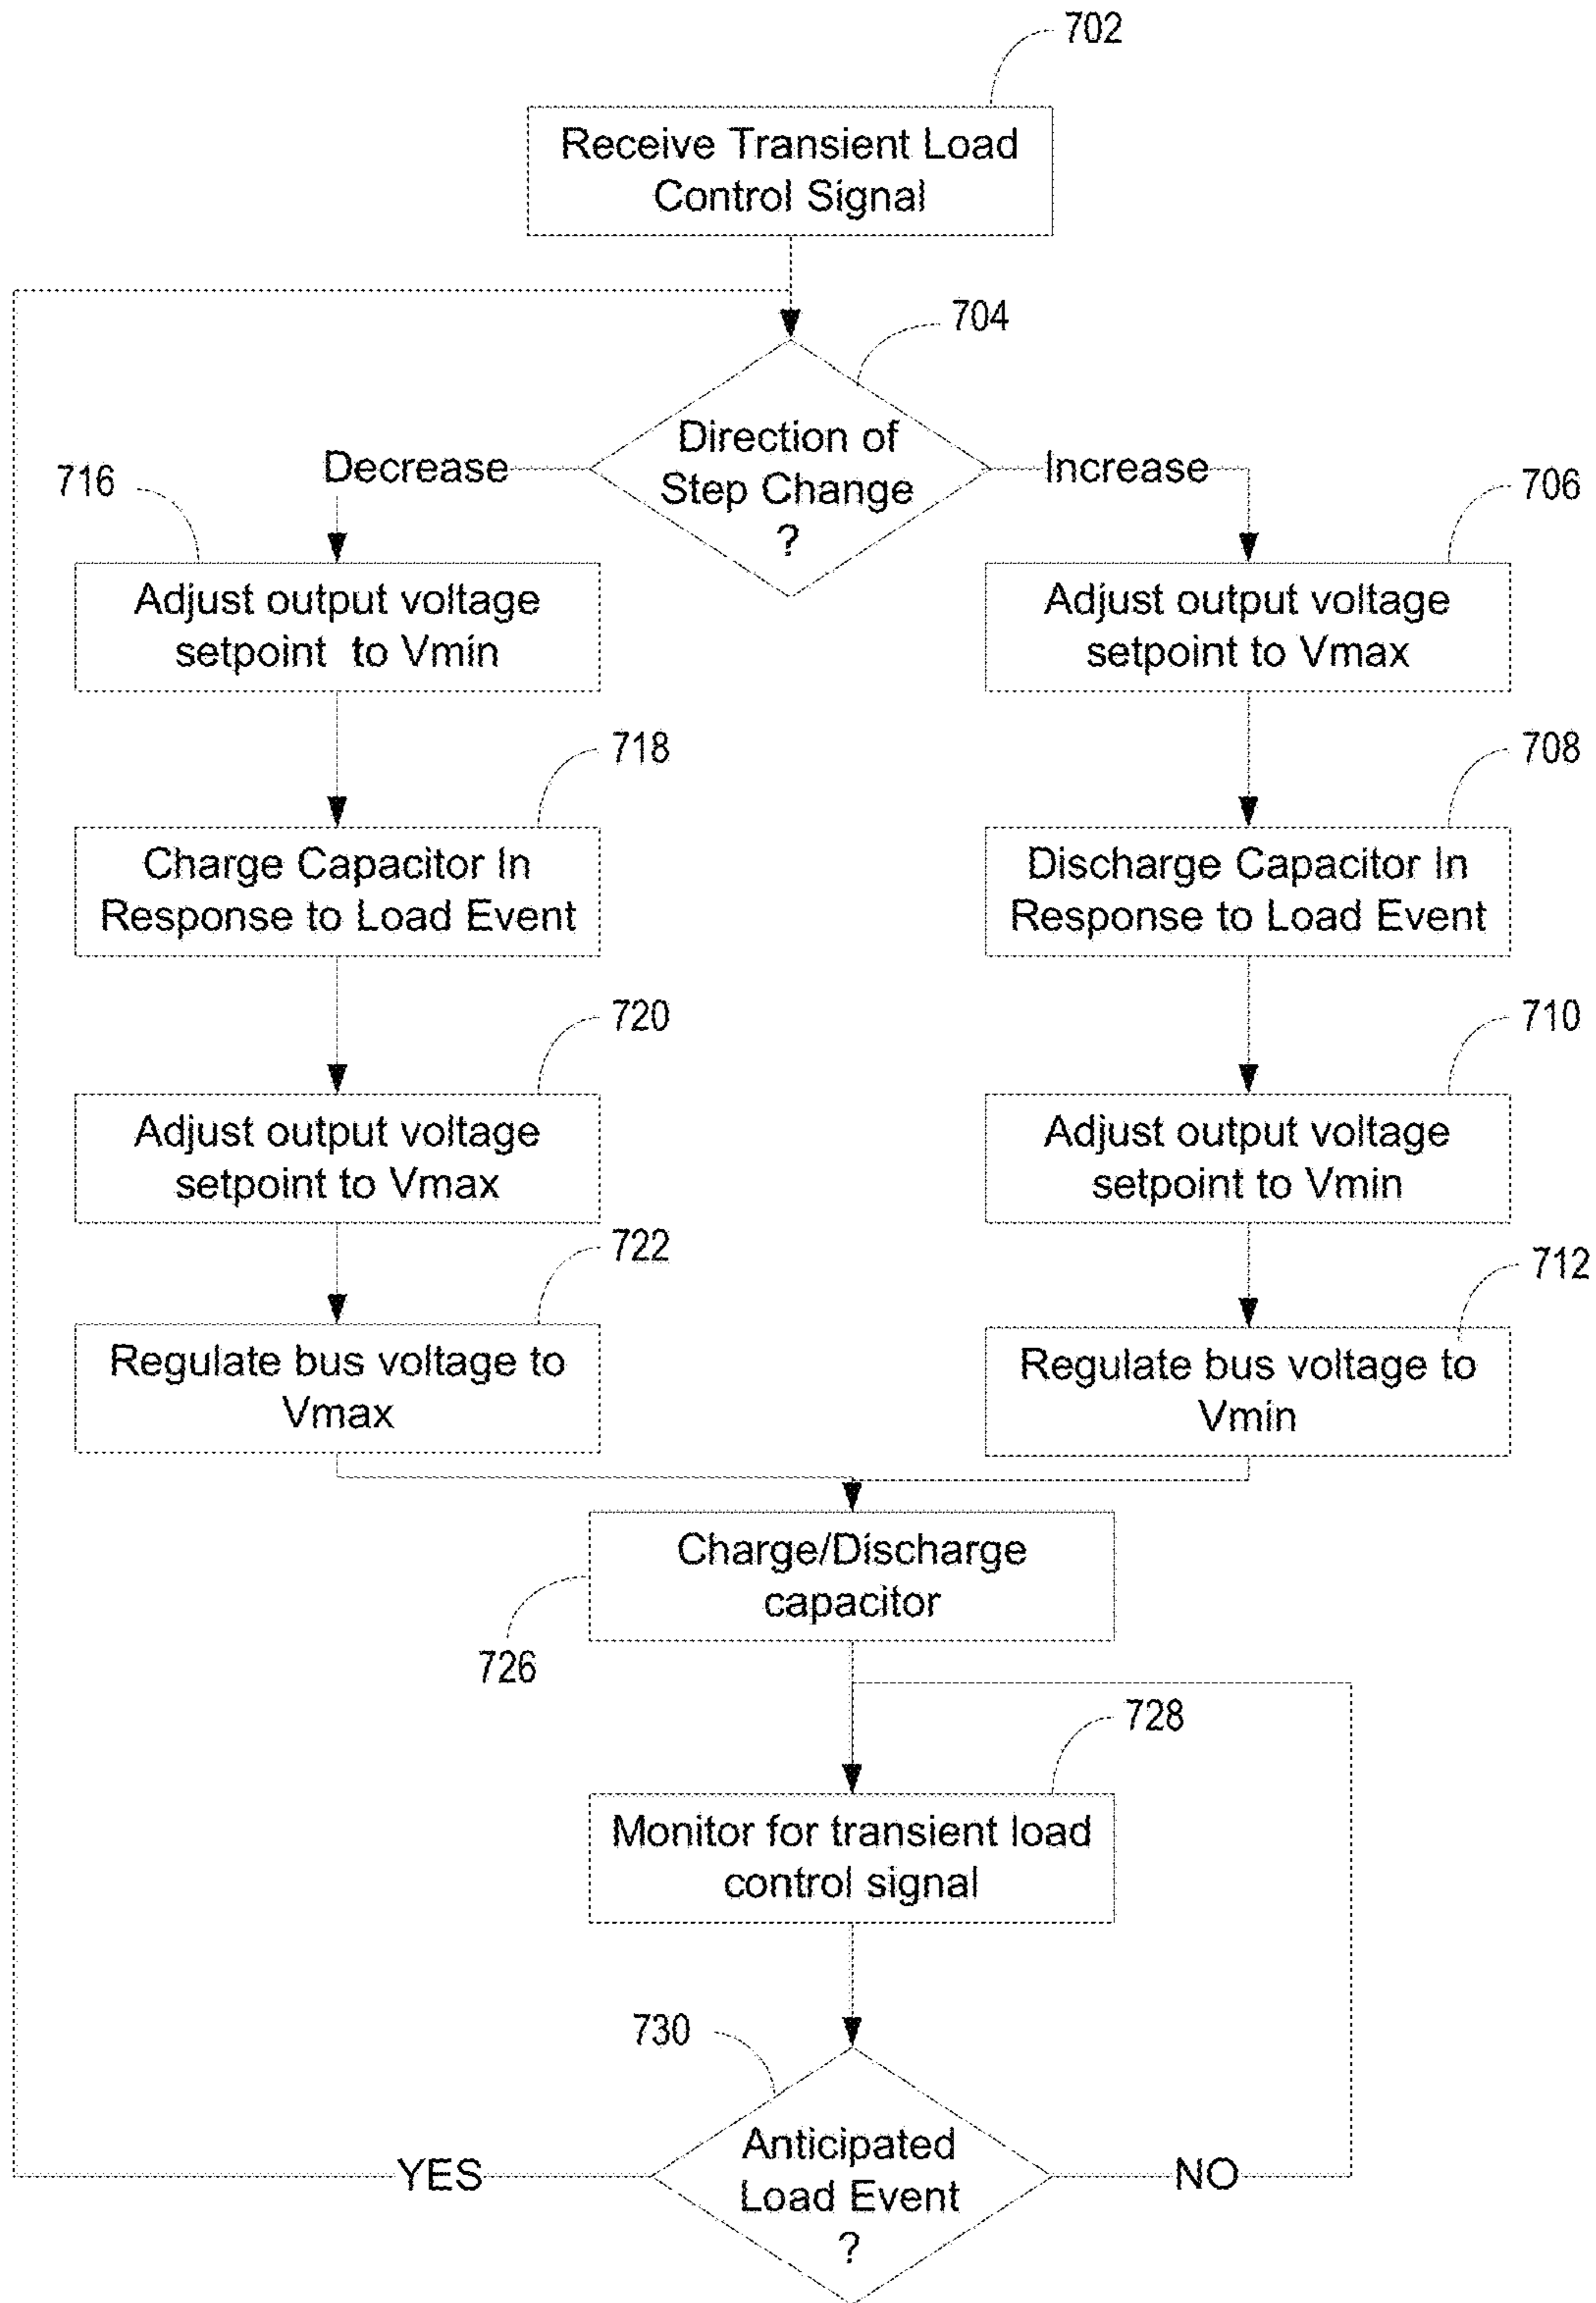 702
Receive Transient Load
Control Signal
704
Direction of
Step Change
?
Decrease
Increase
716
Adjust output voltage
setpoint to Vmin
706
Adjust output voltage
setpoint to Vmax
718
Charge Capacitor In
Response to Load Event
708
Discharge Capacitor In
Response to Load Event
720
Adjust output voltage
setpoint to Vmax
710
Adjust output voltage
setpoint to Vmin
722
Regulate bus voltage to
Vmax
712
Regulate bus voltage to
Vmin
Charge/Discharge
capacitor
726
728
Monitor for transient load
control signal
730
Anticipated
Load Event
?
YES
NO